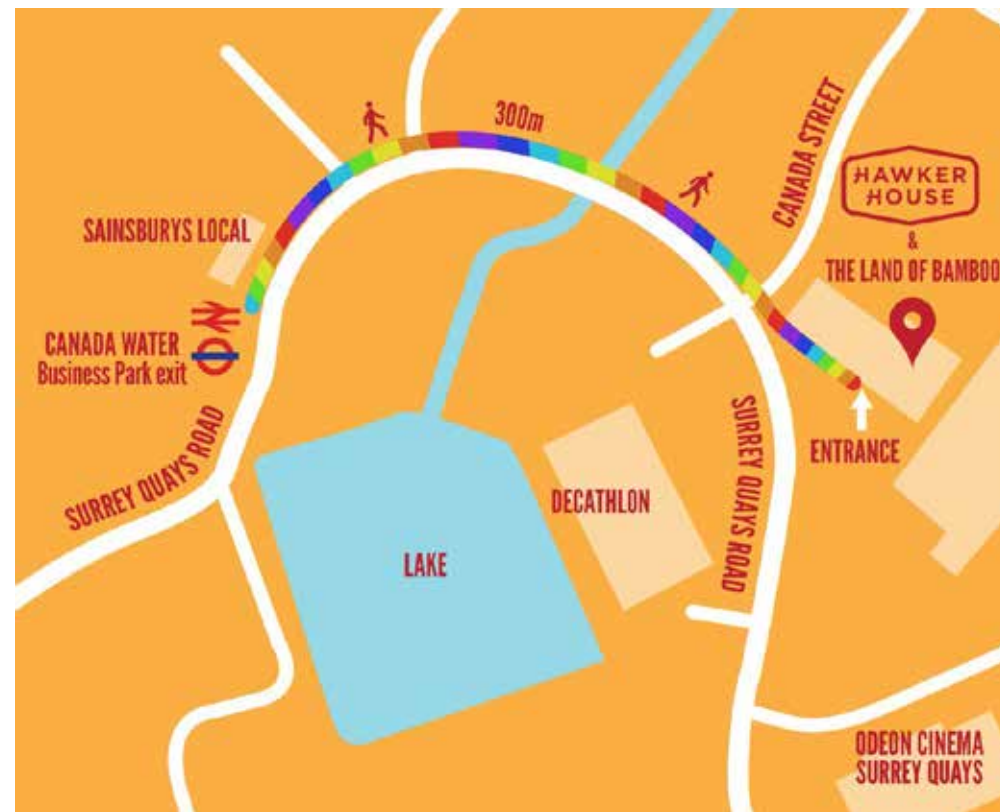 300m
CANADA STREET
HAWKER
HOUSE
&
THE LAND OF BAMBOO
SAINSBURYS LOCAL
CANADA WATER
Business Park exit
SURREY QUAYS ROAD
ENTRANCE
SURREY QUAYS ROAD
DECATHLON
LAKE
ODEON CINEMA
SURREY QUAYS